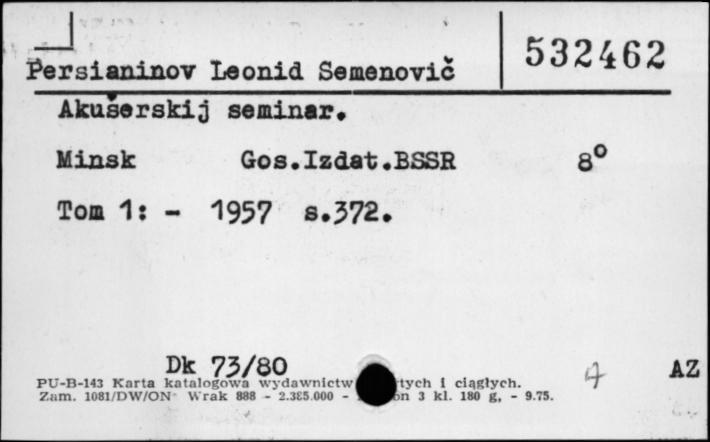 532462
Persianinov Leonid Semenovič
Akušerskij seminar.
Minsk Gos.Izdat.BSSR 8°
Tom 1: - 1957 s.372.
Dk 73/80 4 AZ
PU-B-143 Karta katalogowa wydawnictw i ciągłych.
Zam. 1081/DW/ON Wrak 888 - 2.385.000 - 3 kl. 180 g, - 9.75.